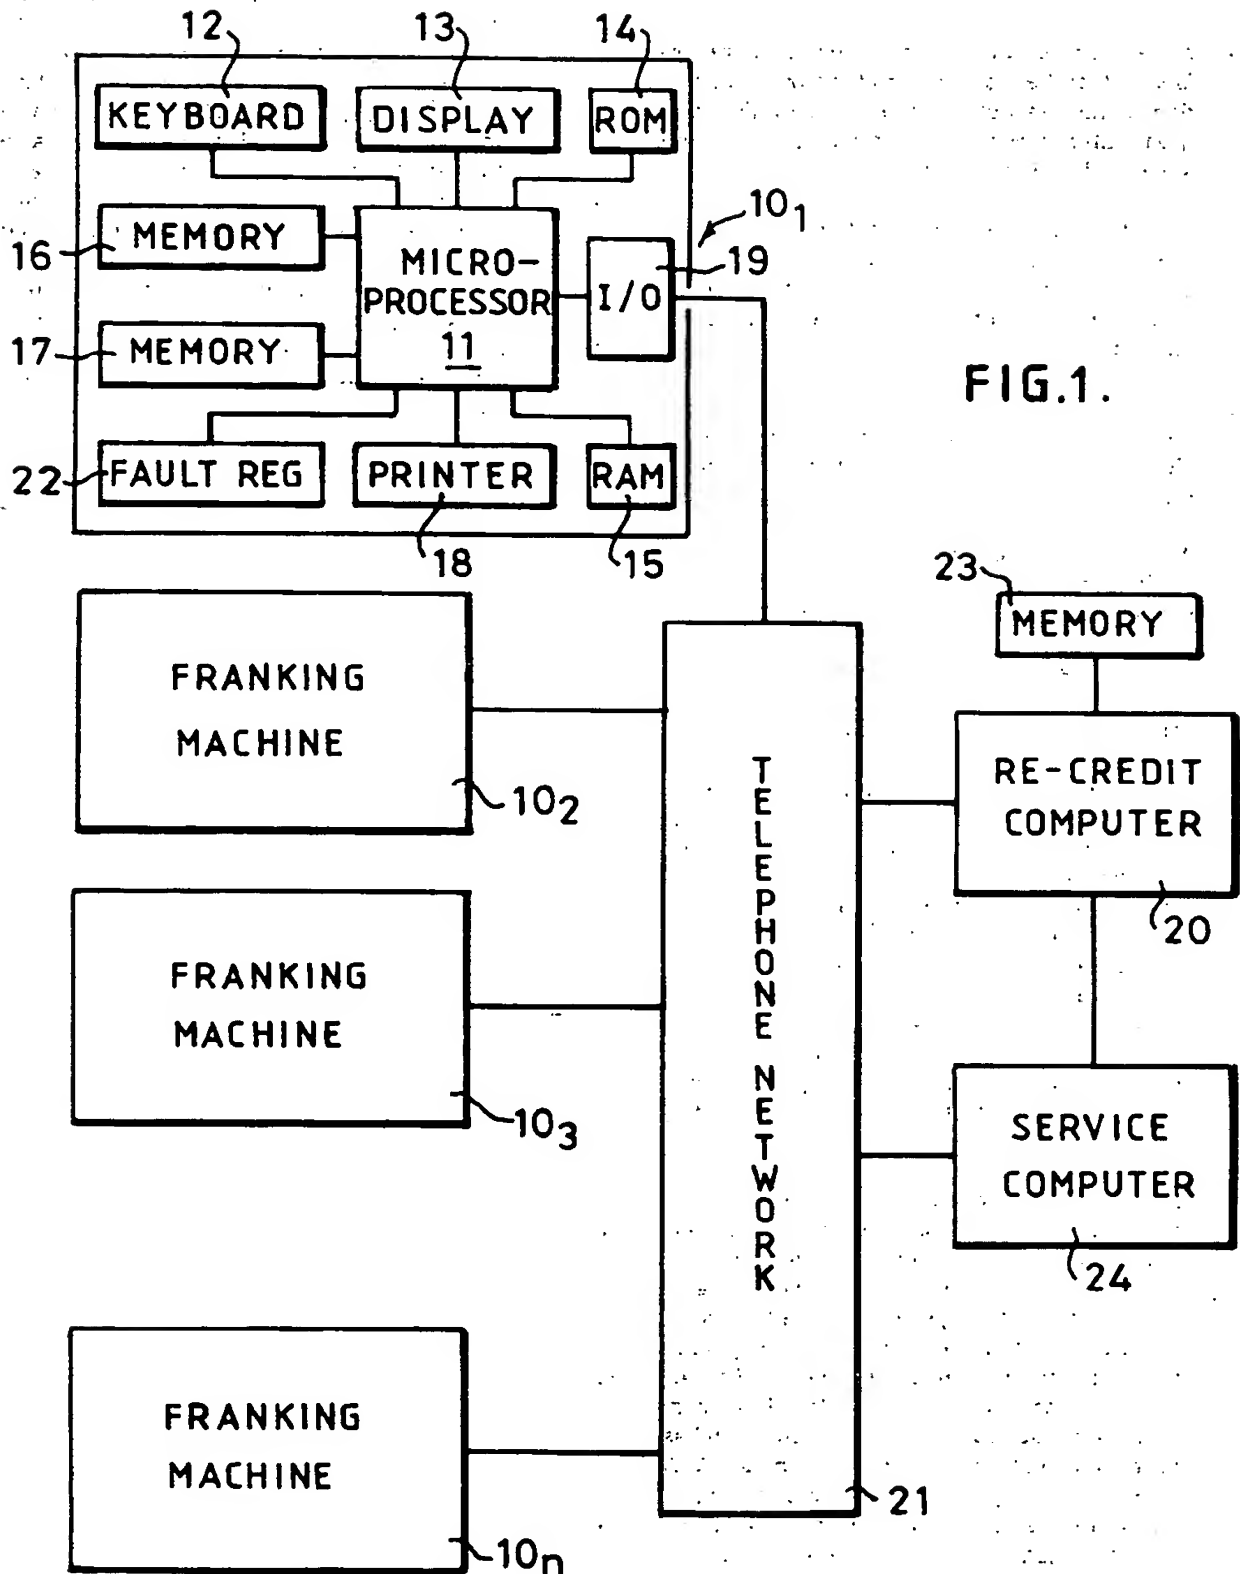 12
13
14
KEYBOARD
DISPLAY
ROM
10₁
16
MEMORY
MICRO-
PROCESSOR
11
19
I/O
17
MEMORY
FIG.1.
22
FAULT REG
PRINTER
RAM
18
15
23
MEMORY
FRANKING
MACHINE
10₂
TELEPHONE NETWORK
RE-CREDIT
COMPUTER
20
FRANKING
MACHINE
10₃
SERVICE
COMPUTER
24
FRANKING
MACHINE
10ₙ
21